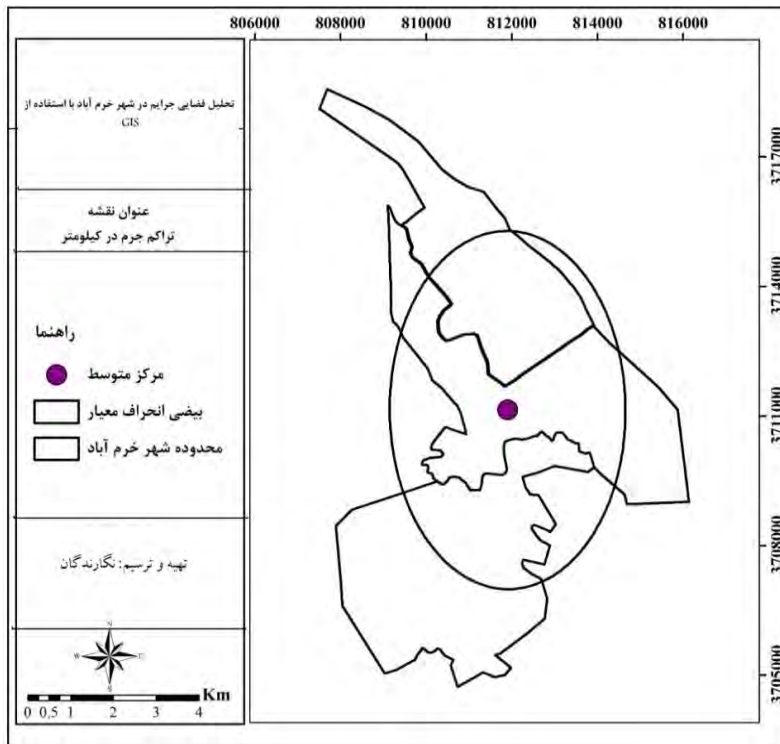 806000 808000 810000 812000 814000 816000
تحلیل فضایی جرایم در شهر خرم آباد با استفاده از
GIS
عنوان نقشه
تراکم جرم در کیلومتر
راهنما
مرکز متوسط
بیضی انحراف معیار
محدوده شهر خرم آباد
تهیه و ترسیم: نگارندگان
N
W
E
S
Km
0 0,5 1 2 3 4
3717000
3714000
3711000
3708000
3705000